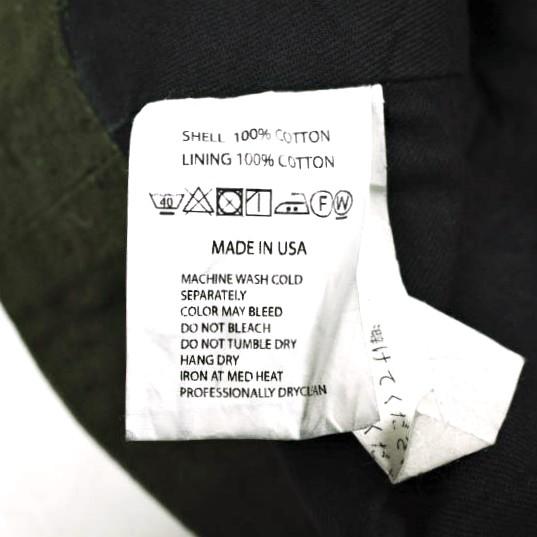 SHELL 100% COTTON
LINING 100% COTTON
40 F W
MADE IN USA
MACHINE WASH COLD
SEPARATELY
COLOR MAY BLEED
DO NOT BLEACH
DO NOT TUMBLE DRY
HANG DRY
IRON AT MED HEAT
PROFESSIONALLY DRYCLEAN